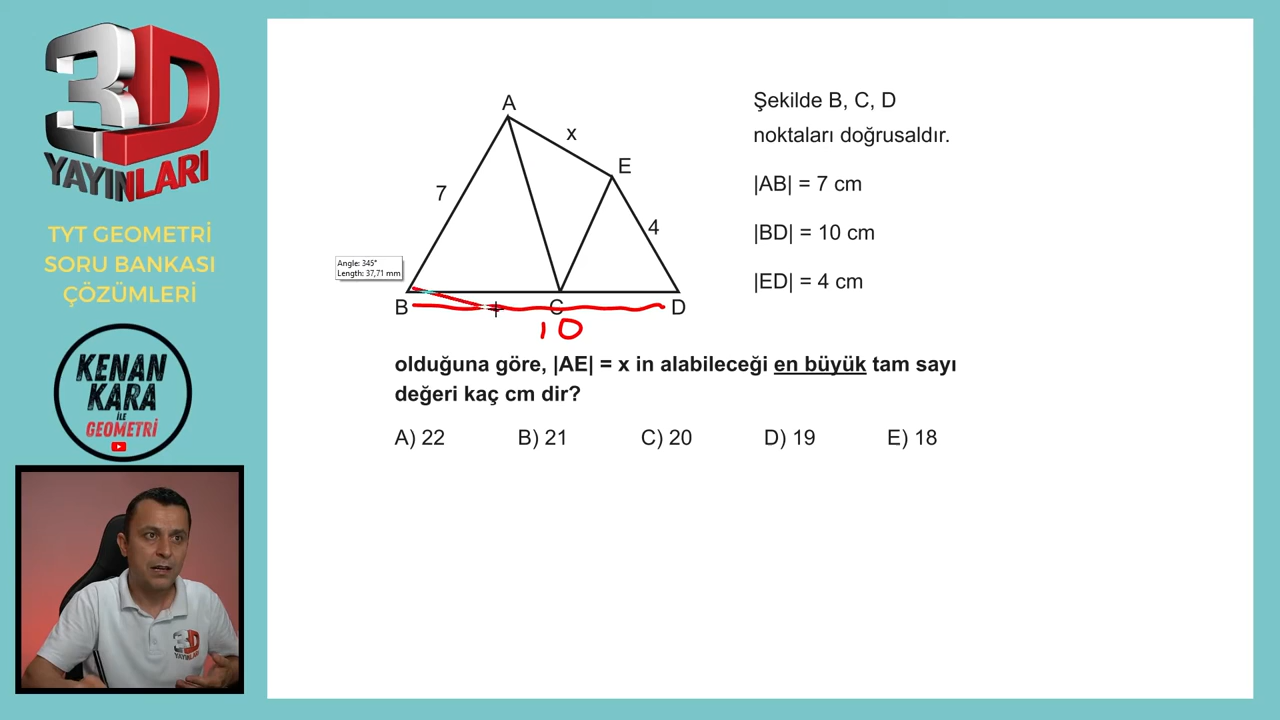 3D
YAYINLARI
TYT GEOMETRİ
SORU BANKASI
ÇÖZÜMLERİ
KENAN
KARA
İLE
GEOMETRİ
3D
YAYINLARI
A
x
E
7
4
Angle: 345°
Length: 37,71 mm
B
C
D
10
Şekilde B, C, D
noktaları doğrusaldır.
|AB| = 7 cm
|BD| = 10 cm
|ED| = 4 cm
olduğuna göre, |AE| = x in alabileceği en büyük tam sayı
değeri kaç cm dir?
A) 22 B) 21 C) 20 D) 19 E) 18